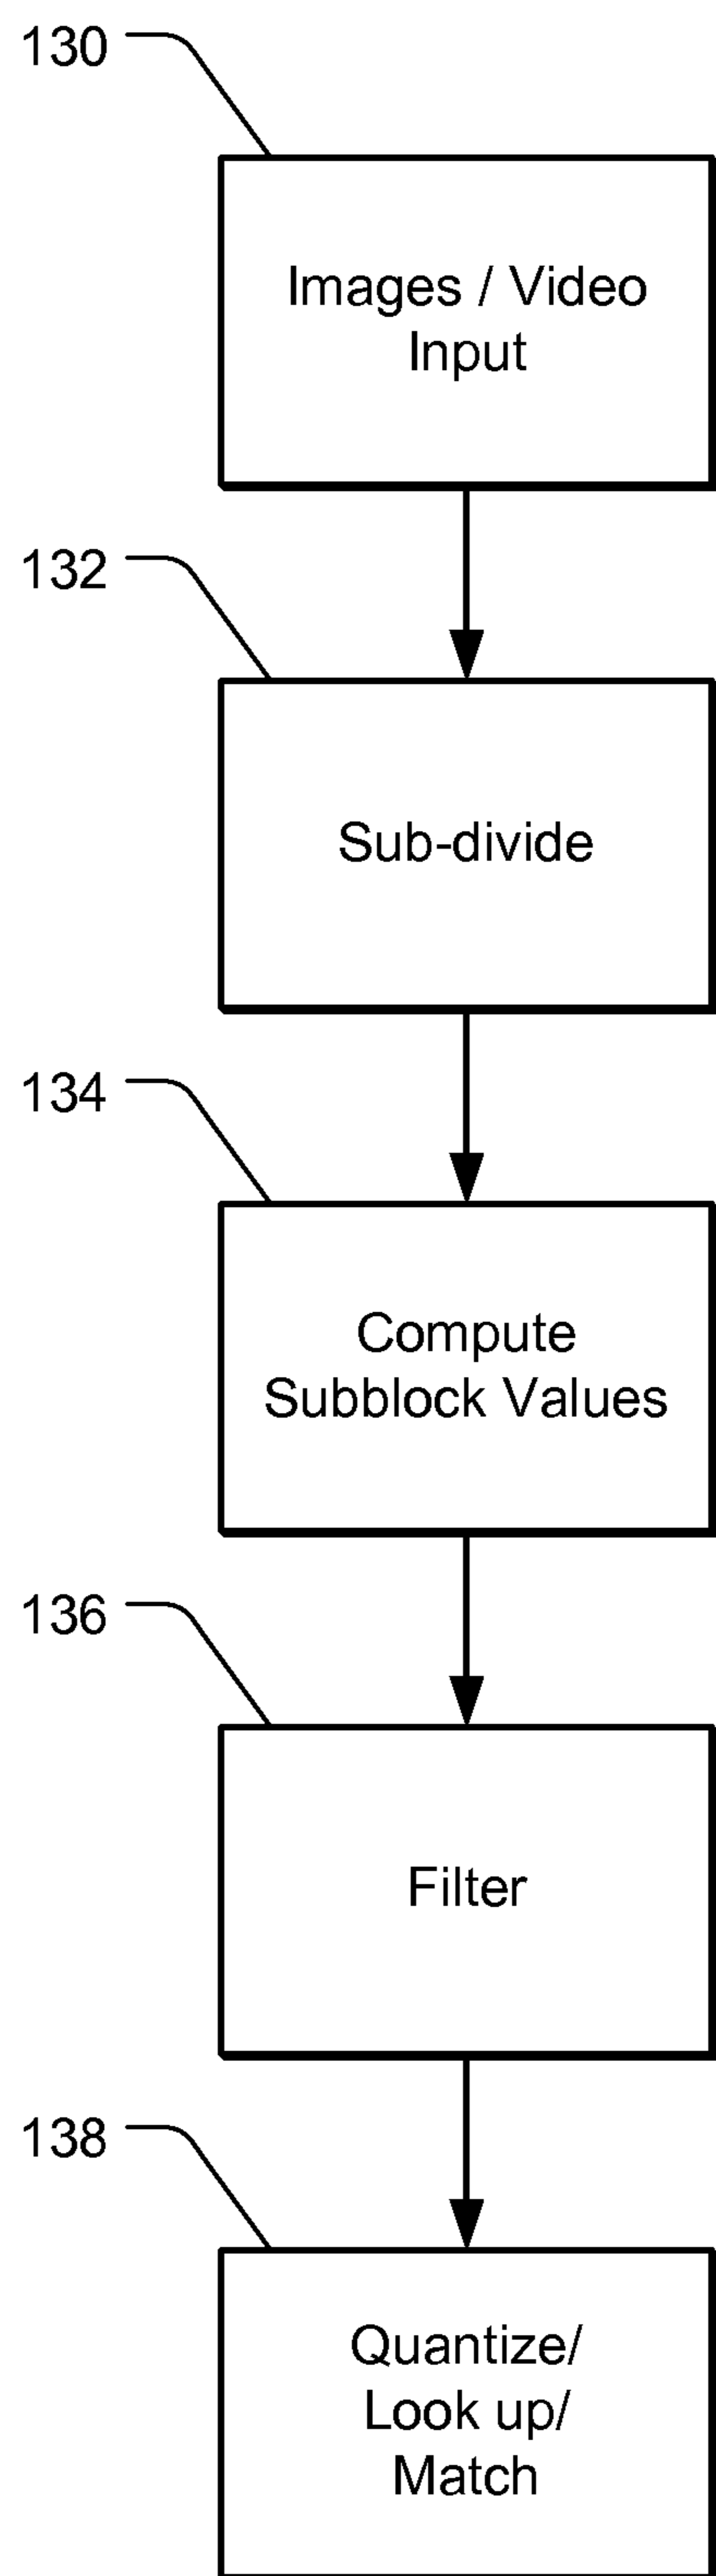 130
Images / Video
Input
132
Sub-divide
134
Compute
Subblock Values
136
Filter
138
Quantize/
Look up/
Match